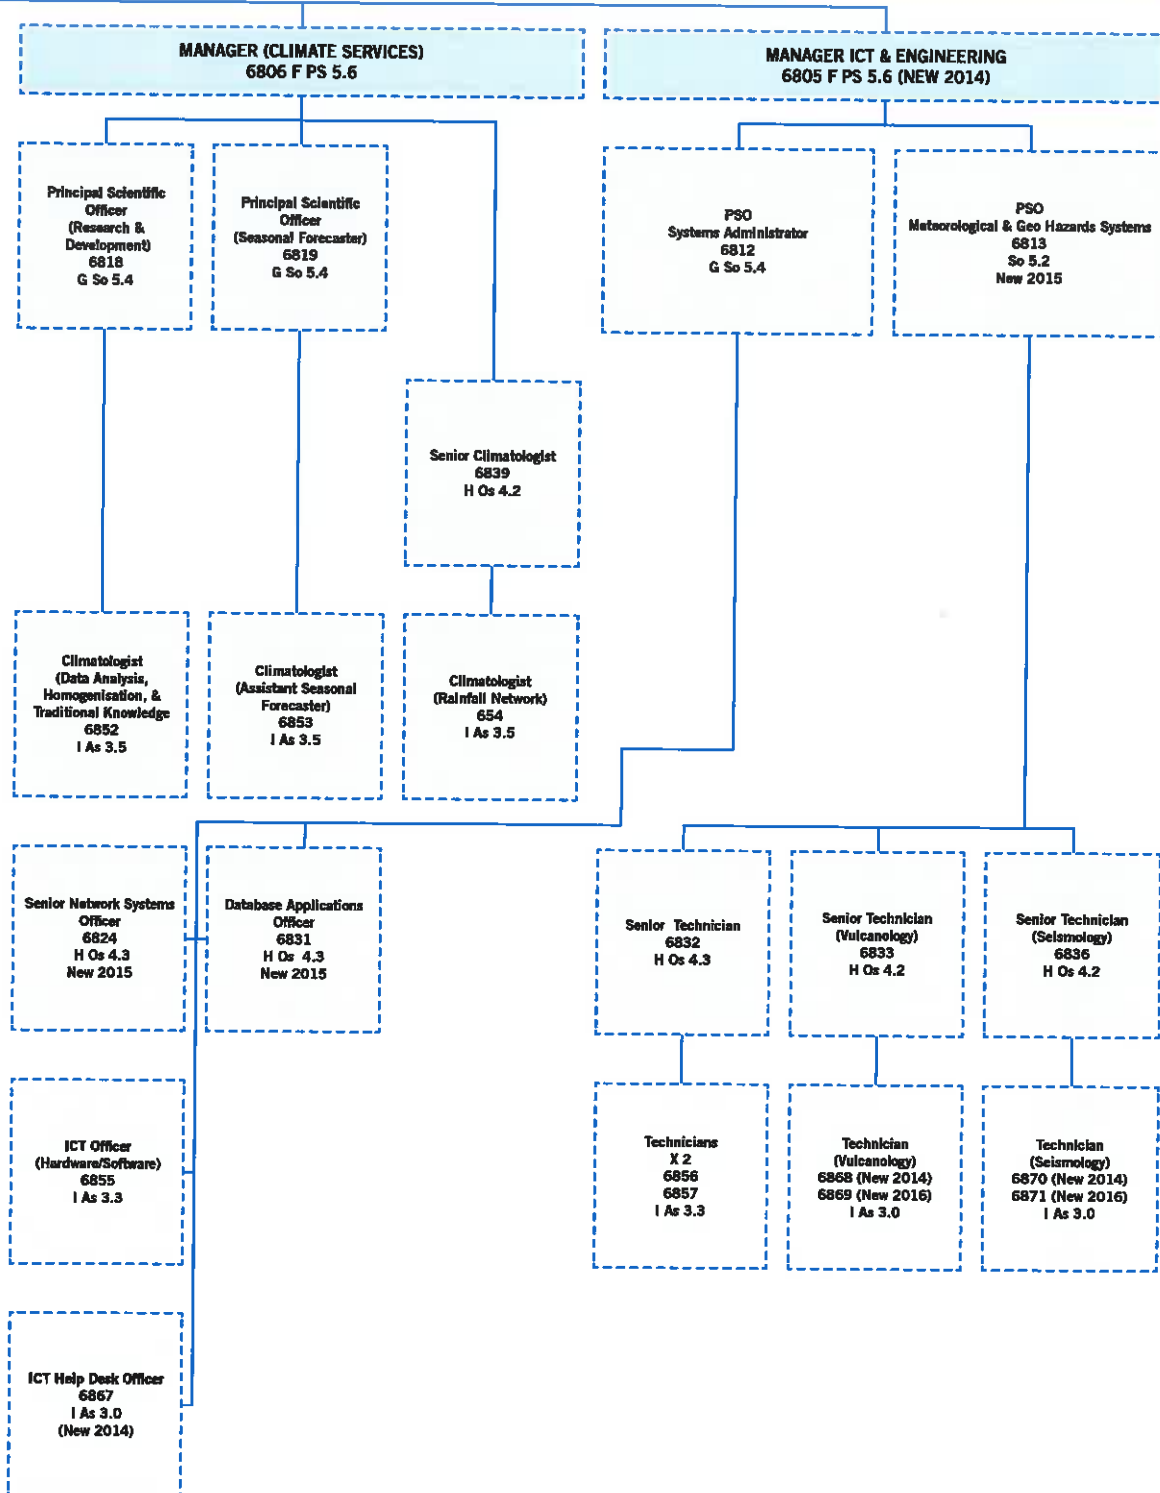 MANAGER (CLIMATE SERVICES)
6806 F PS 5.6
MANAGER ICT & ENGINEERING
6805 F PS 5.6 (NEW 2014)
Principal Scientific
Officer
(Research &
Development)
6818
G So 5.4
Principal Scientific
Officer
(Seasonal Forecaster)
6819
G So 5.4
PSO
Systems Administrator
6812
G So 5.4
PSO
Meteorological & Geo Hazards Systems
6813
So 5.2
New 2015
Senior Climatologist
6839
H Os 4.2
Climatologist
(Data Analysis,
Homogenisation, &
Traditional Knowledge
6852
I As 3.5
Climatologist
(Assistant Seasonal
Forecaster)
6853
I As 3.5
Climatologist
(Rainfall Network)
654
I As 3.5
Senior Network Systems
Officer
6824
H Os 4.3
New 2015
Database Applications
Officer
6831
H Os 4.3
New 2015
Senior Technician
6832
H Os 4.3
Senior Technician
(Vulcanology)
6833
H Os 4.2
Senior Technician
(Seismology)
6836
H Os 4.2
ICT Officer
(Hardware/Software)
6855
I As 3.3
Technicians
X 2
6856
6857
I As 3.3
Technician
(Vulcanology)
6868 (New 2014)
6869 (New 2016)
I As 3.0
Technician
(Seismology)
6870 (New 2014)
6871 (New 2016)
I As 3.0
ICT Help Desk Officer
6867
I As 3.0
(New 2014)